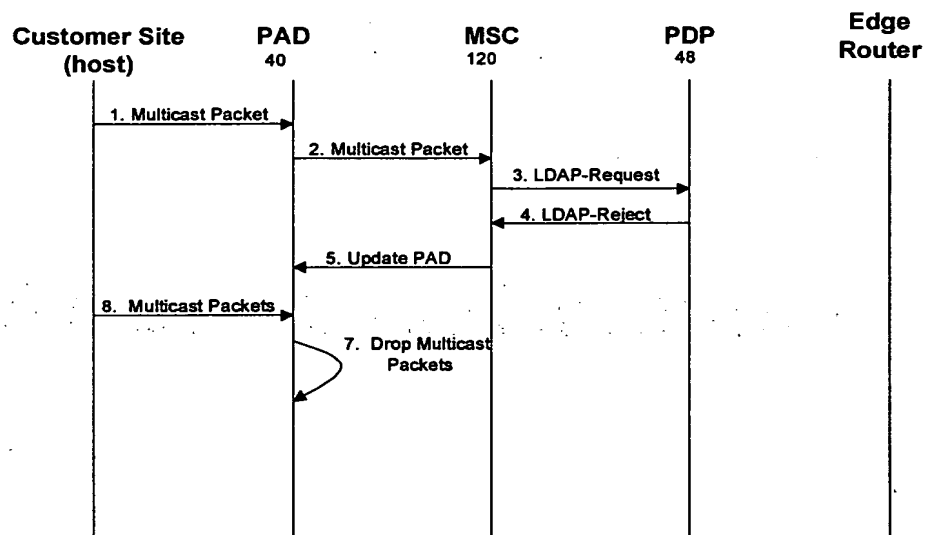 Customer Site
(host)
PAD
40
MSC
120
PDP
48
Edge
Router
1. Multicast Packet
2. Multicast Packet
3. LDAP-Request
4. LDAP-Reject
5. Update PAD
8. Multicast Packets
7. Drop Multicast
Packets